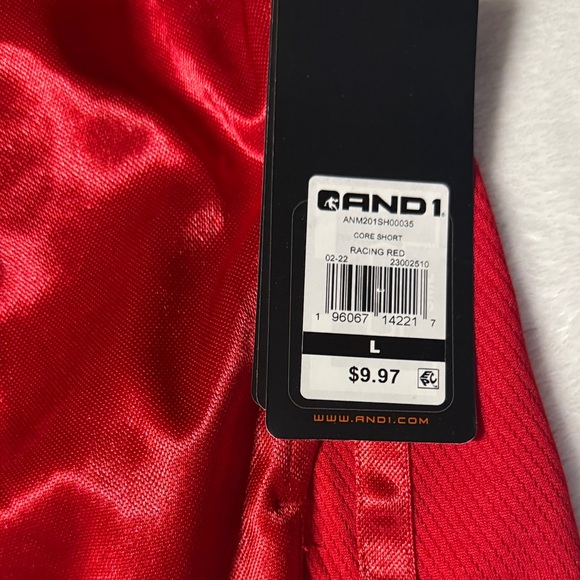 AND1
ANM201SH00035
CORE SHORT
RACING RED
02-22 23002510
1 96067 14221 7
L
$9.97
WWW.AND1.COM